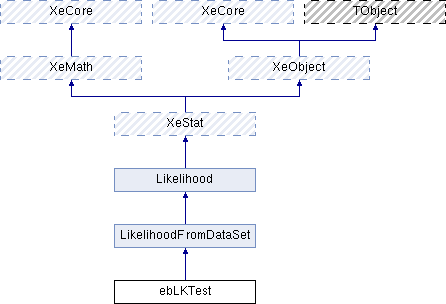 XeCore
XeCore
TObject
XeMath
XeObject
XeStat
Likelihood
LikelihoodFromDataSet
ebLKTest